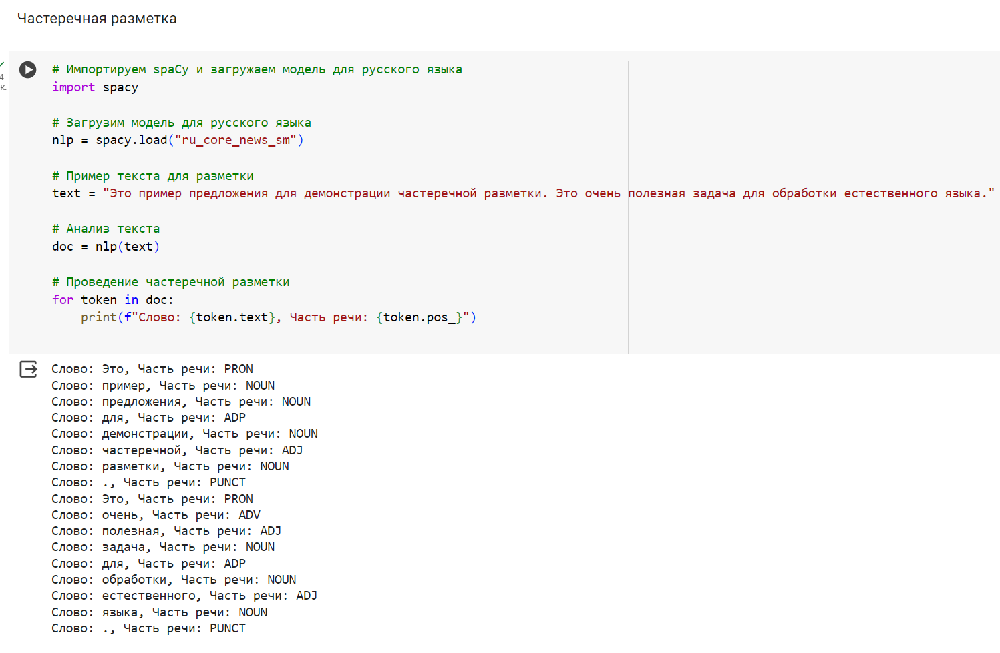 Частеречная разметка
# Импортируем spaCy и загружаем модель для русского языка
import spacy
# Загрузим модель для русского языка
nlp = spacy.load("ru_core_news_sm")
# Пример текста для разметки
text = "Это пример предложения для демонстрации частеречной разметки. Это очень полезная задача для обработки естественного языка."
# Анализ текста
doc = nlp(text)
# Проведение частеречной разметки
for token in doc:
    print(f"Слово: {token.text}, Часть речи: {token.pos_}")
4
к.
Слово: Это, Часть речи: PRON
Слово: пример, Часть речи: NOUN
Слово: предложения, Часть речи: NOUN
Слово: для, Часть речи: ADP
Слово: демонстрации, Часть речи: NOUN
Слово: частеречной, Часть речи: ADJ
Слово: разметки, Часть речи: NOUN
Слово: ., Часть речи: PUNCT
Слово: Это, Часть речи: PRON
Слово: очень, Часть речи: ADV
Слово: полезная, Часть речи: ADJ
Слово: задача, Часть речи: NOUN
Слово: для, Часть речи: ADP
Слово: обработки, Часть речи: NOUN
Слово: естественного, Часть речи: ADJ
Слово: языка, Часть речи: NOUN
Слово: ., Часть речи: PUNCT